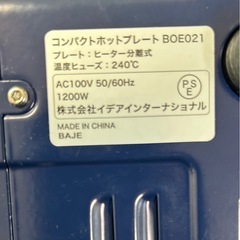 コンパクトホットプレート BOE021
プレート：ヒーター分離式
温度ヒューズ：240℃
AC100V 50/60Hz
1200W
PS
E
株式会社イデアインターナショナル
MADE IN CHINA
BAJE